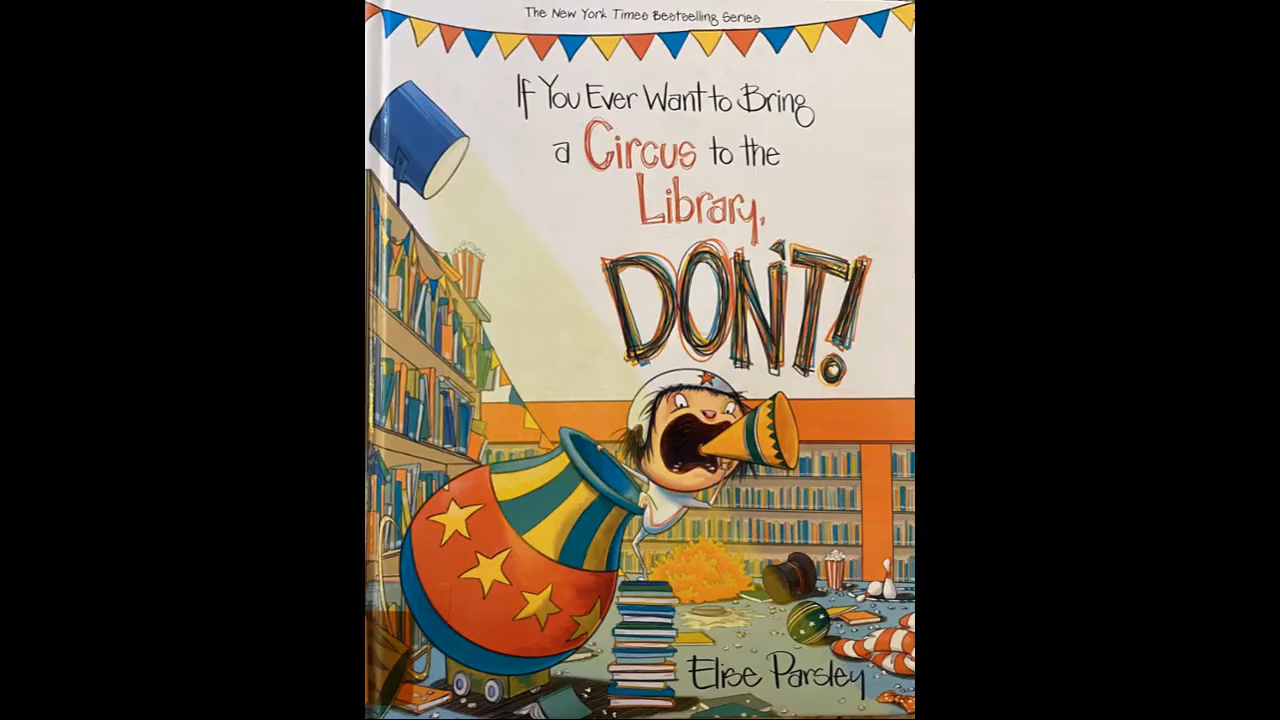 The New York Times Bestselling Series
If You Ever Want to Bring
a Circus to the
Library,
DON'T!
Elise Parsley